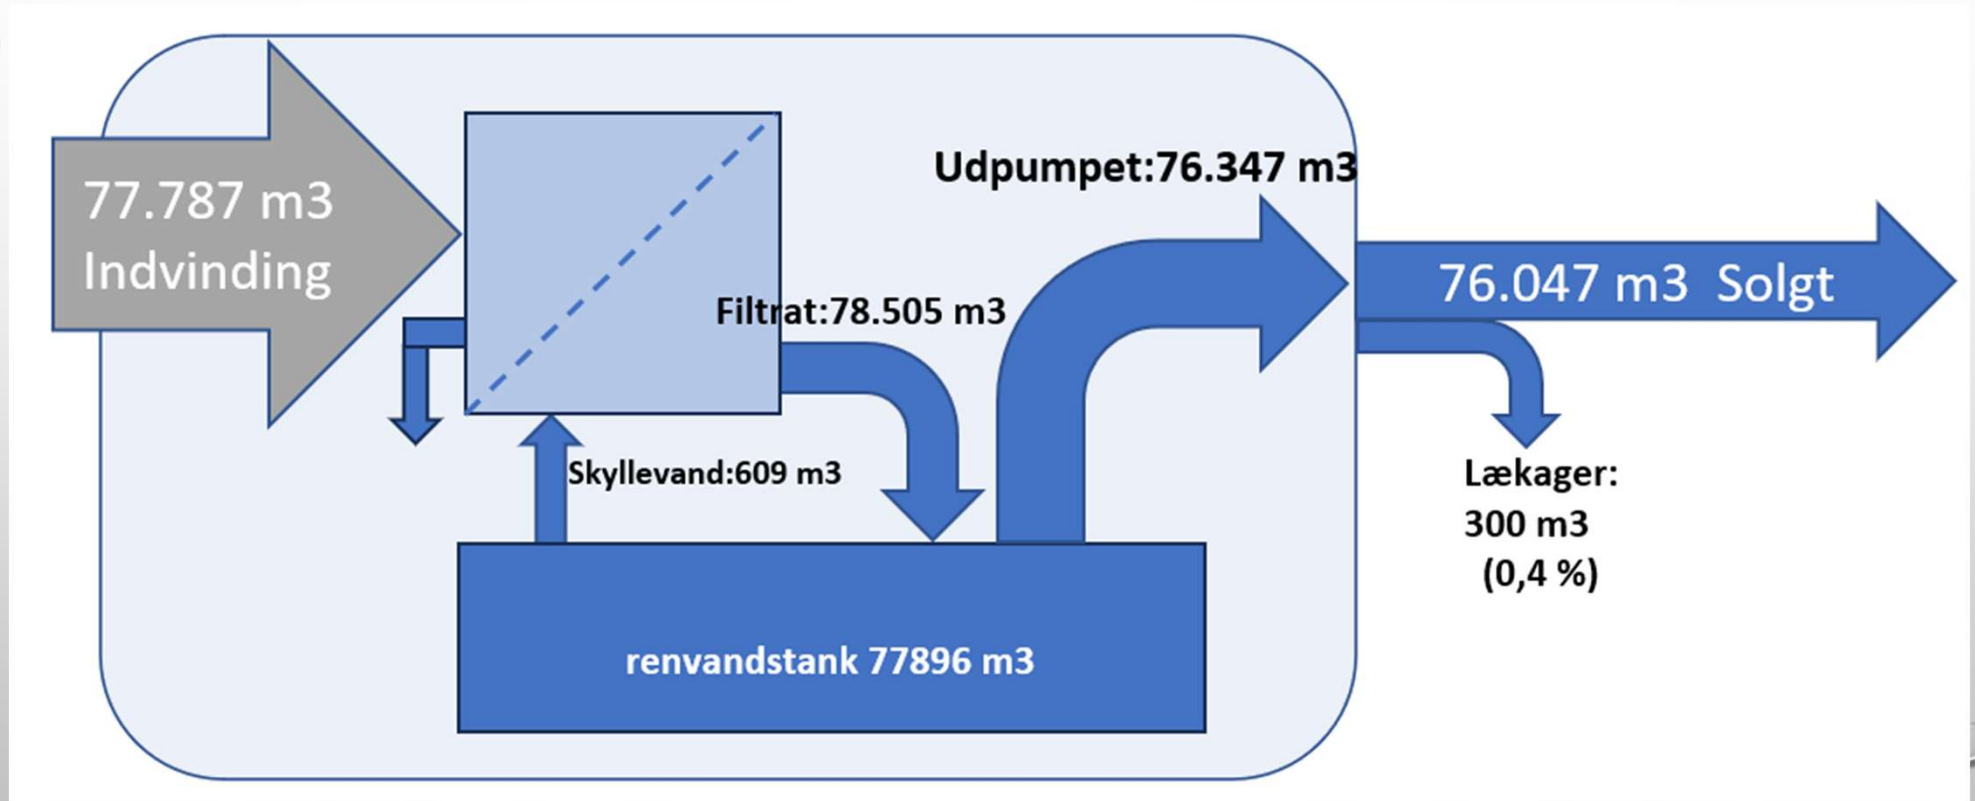 77.787 m3
Indvinding
Udpumpet:76.347 m3
Filtrat:78.505 m3
76.047 m3  Solgt
Skyllevand:609 m3
Lækager:
300 m3
(0,4 %)
renvandstank 77896 m3